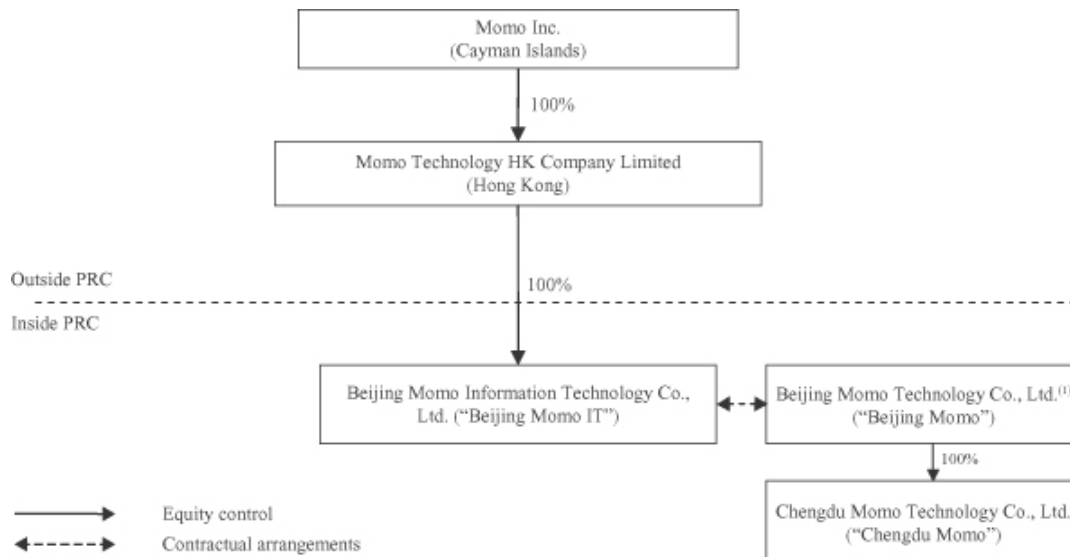 Momo Inc.
(Cayman Islands)
100%
Momo Technology HK Company Limited
(Hong Kong)
Outside PRC
100%
Inside PRC
Beijing Momo Information Technology Co.,
Ltd. (“Beijing Momo IT”)
Beijing Momo Technology Co., Ltd.(1)
(“Beijing Momo”)
100%
Chengdu Momo Technology Co., Ltd.
(“Chengdu Momo”)
Equity control
Contractual arrangements